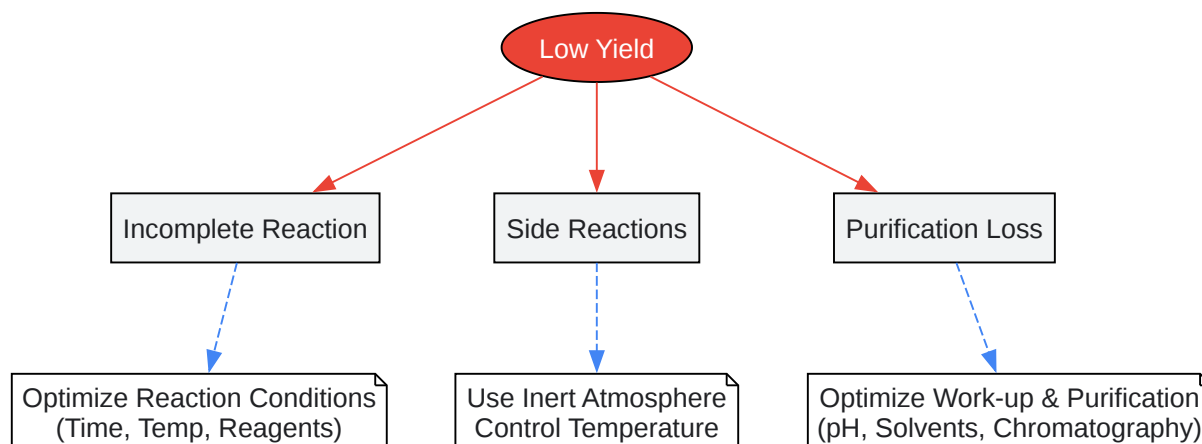 Low Yield
Incomplete Reaction
Side Reactions
Purification Loss
Optimize Reaction Conditions
(Time, Temp, Reagents)
Use Inert Atmosphere
Control Temperature
Optimize Work-up & Purification
(pH, Solvents, Chromatography)